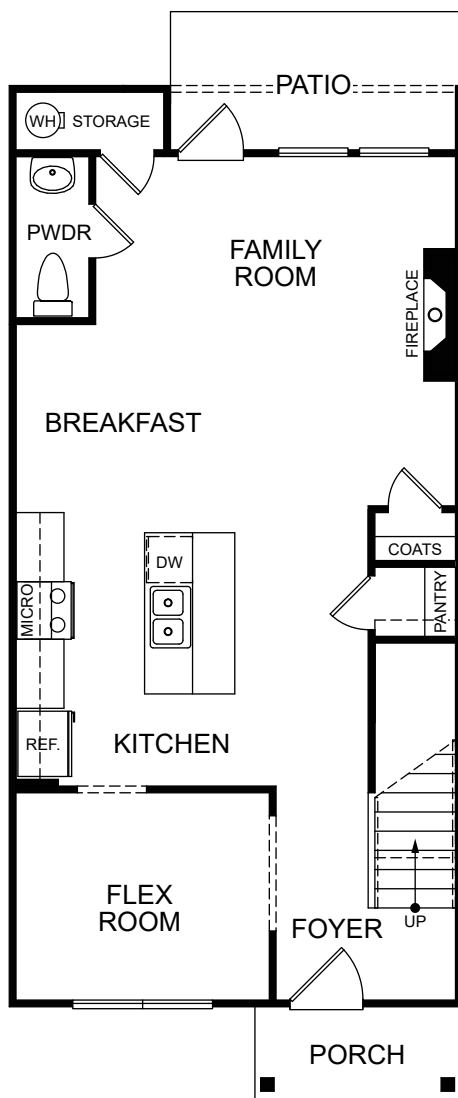 PATIO
WH
STORAGE
PWDR
FAMILY
ROOM
FIREPLACE
BREAKFAST
COATS
DW
MICRO
PANTRY
REF.
KITCHEN
FLEX
ROOM
UP
FOYER
PORCH